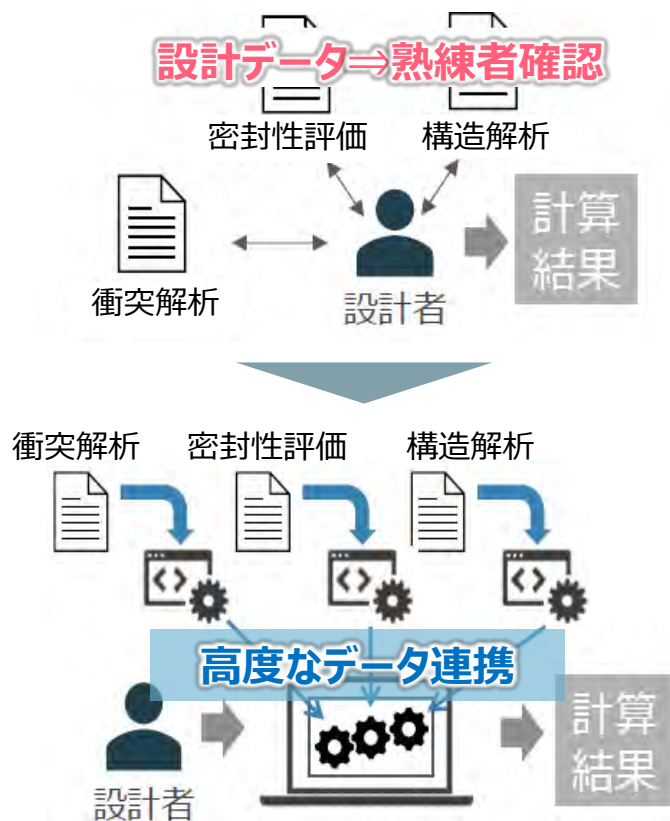 設計データ⇒熟練者確認
密封性評価
構造解析
衝突解析
設計者
計算
結果
衝突解析
密封性評価
構造解析
<>
<>
<>
高度なデータ連携
設計者
計算
結果